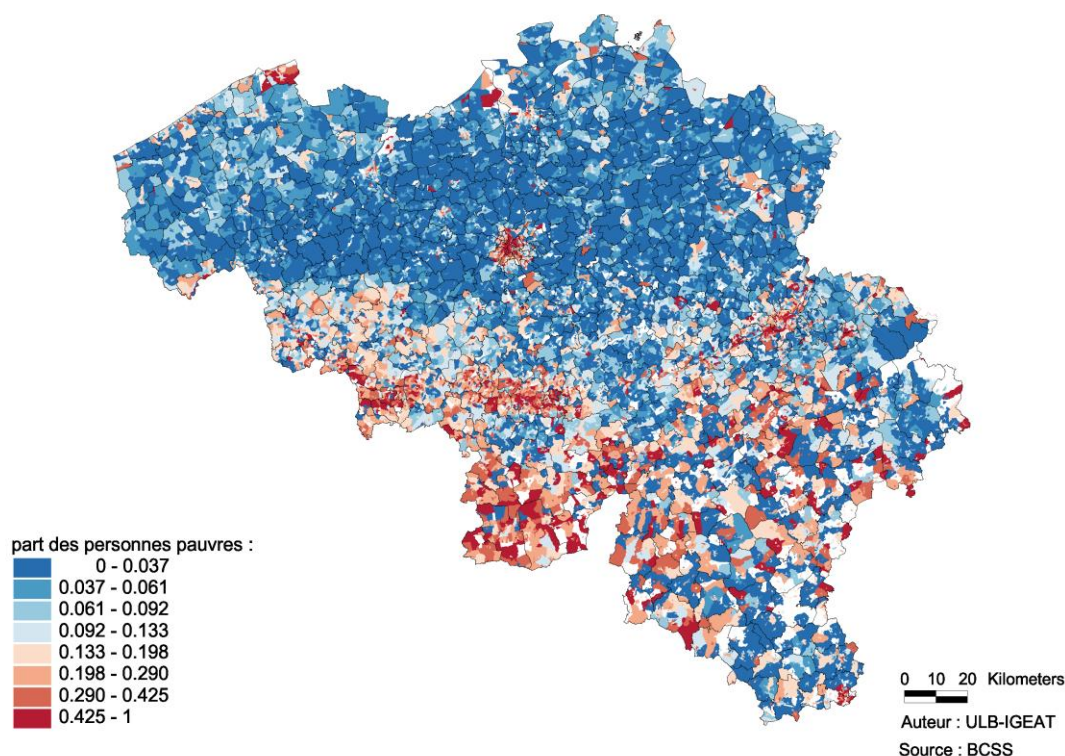 part des personnes pauvres :
0 - 0.037
0.037 - 0.061
0.061 - 0.092
0.092 - 0.133
0.133 - 0.198
0.198 - 0.290
0.290 - 0.425
0.425 - 1
0 10 20 Kilometers
Auteur : ULB-IGEAT
Source : BCSS